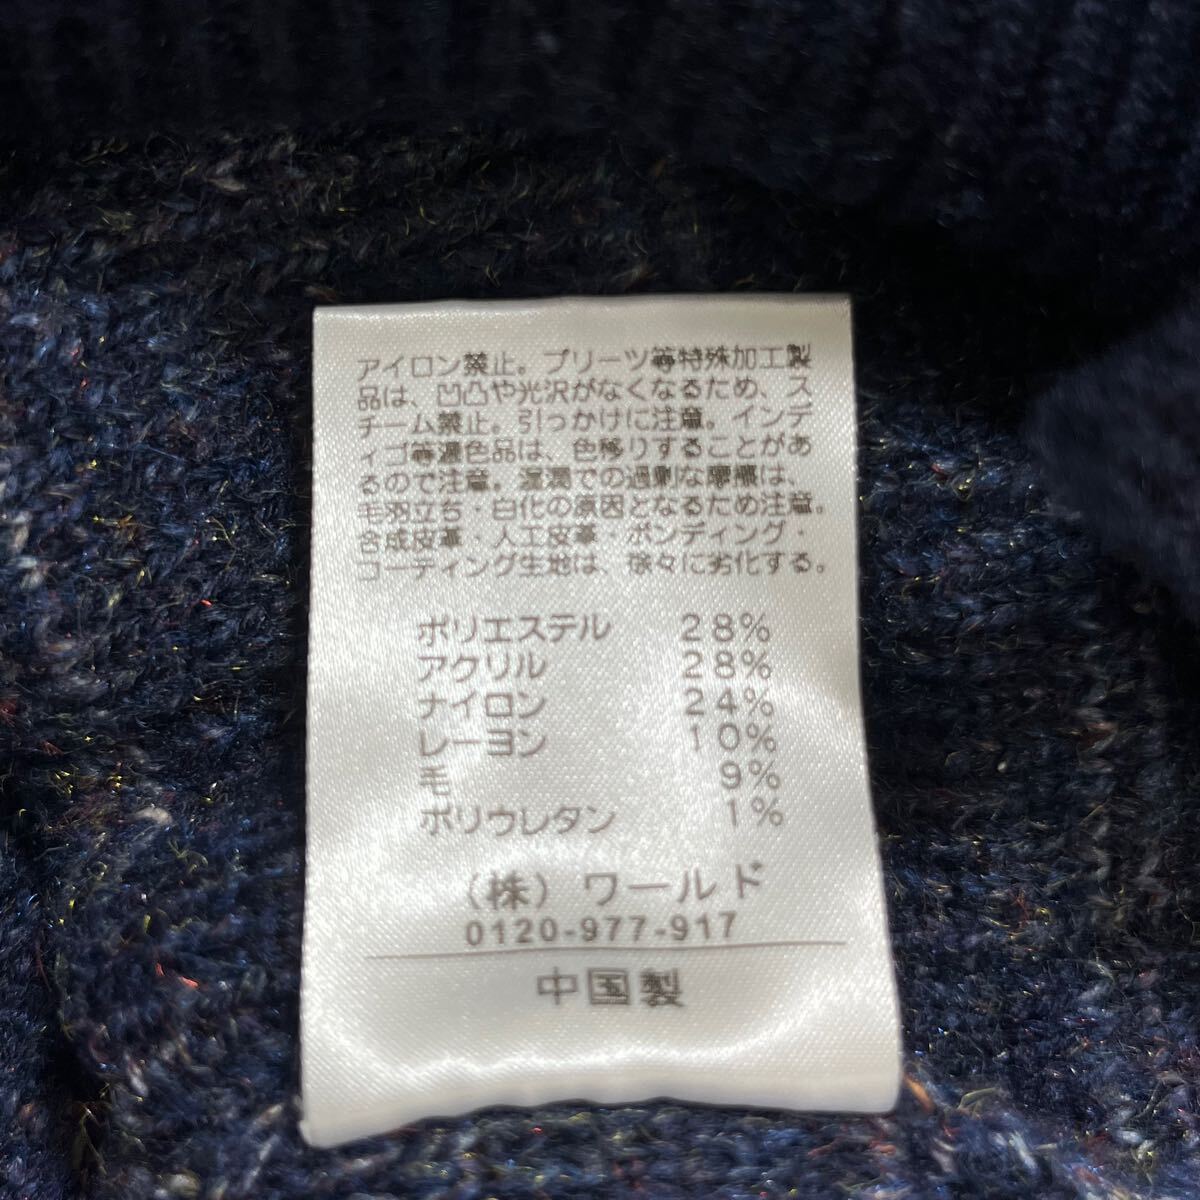 アイロン禁止。プリーツ等特殊加工製
品は、凹凸や光沢がなくなるため、ス
チーム禁止。引っかけに注意。インデ
ィゴ等濃色品は、色移りすることがあ
るので注意。湿潤での過剰な摩擦は、
毛羽立ち・白化の原因となるため注意。
合成皮革・人工皮革・ボンディング・
コーティング生地は、徐々に劣化する。
ポリエステル 28%
アクリル 28%
ナイロン 24%
レーヨン 10%
毛 9%
ポリウレタン 1%
(株) ワールド
0120-977-917
中国製